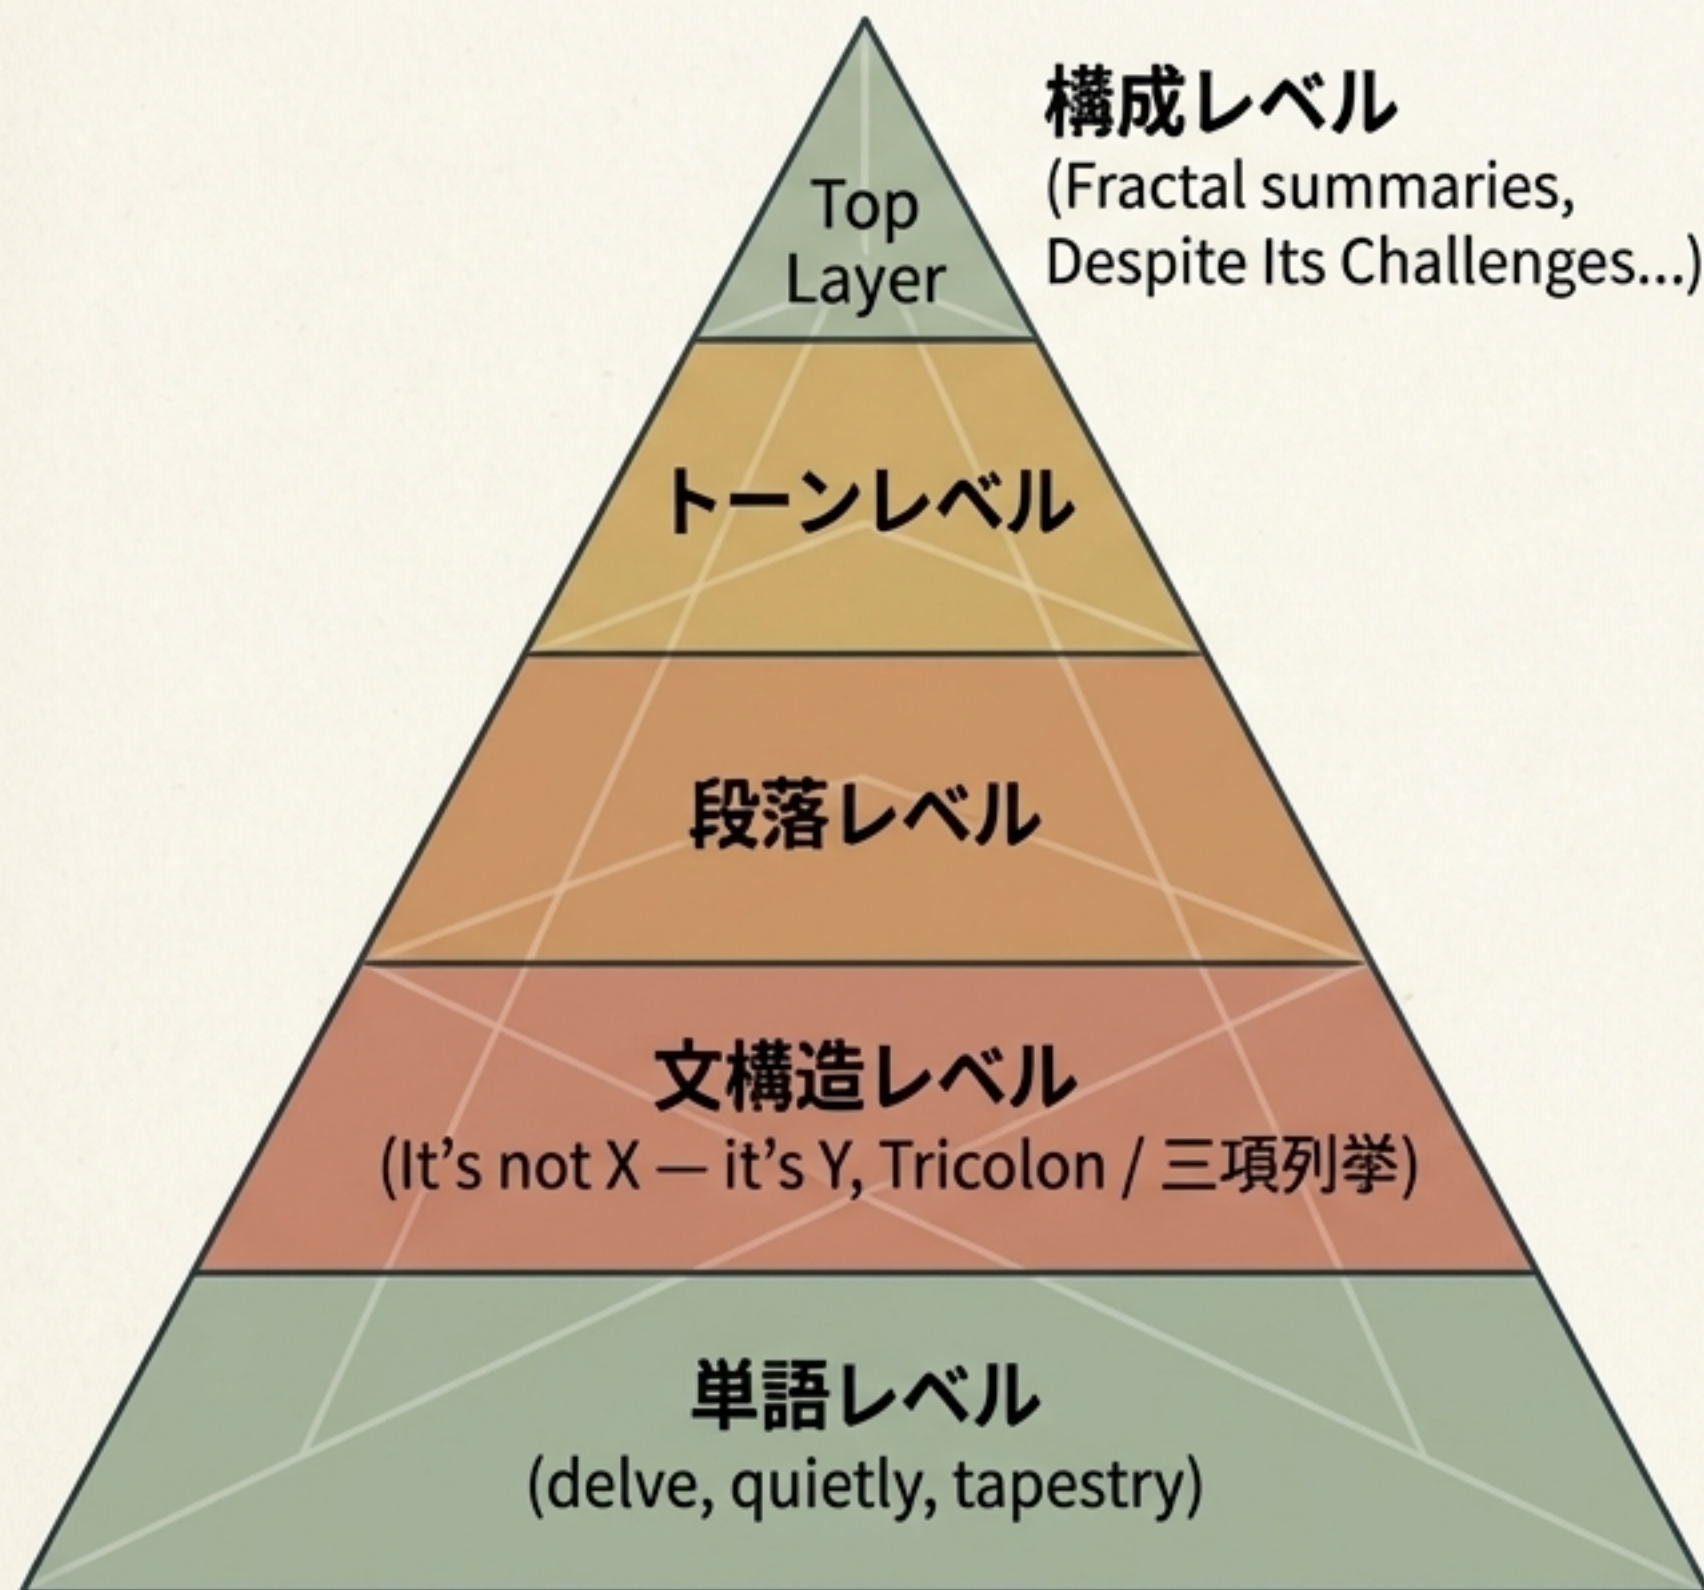 構成レベル
(Fractal summaries,
Despite Its Challenges...)
Top
Layer
トーンレベル
段落レベル
文構造レベル
(It’s not X — it’s Y, Tricolon / 三項列挙)
単語レベル
(delve, quietly, tapestry)